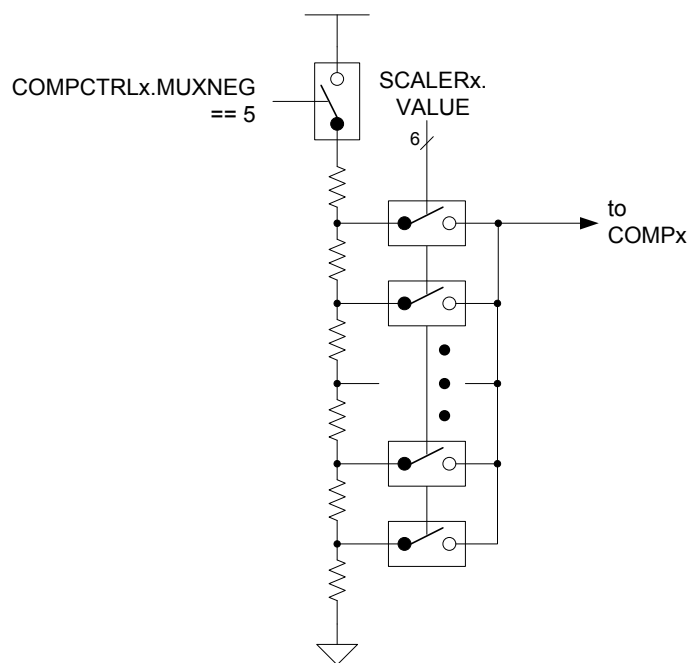 COMPCTRLx.MUXNEG
== 5
SCALERx.
VALUE
6
to
COMPx